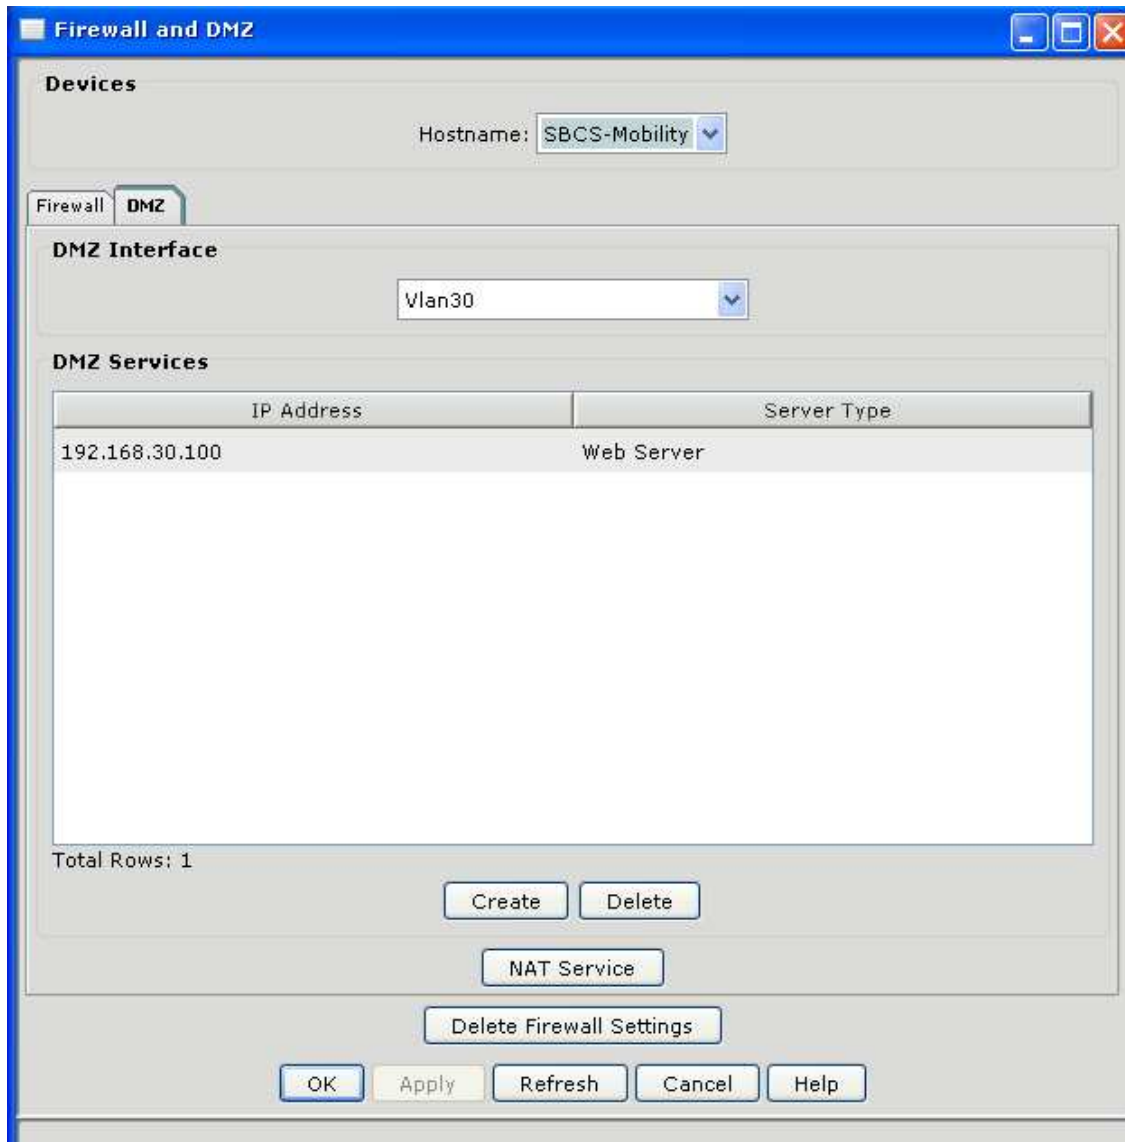 Firewall and DMZ
Devices
Hostname: SBCS-Mobility
Firewall DMZ
DMZ Interface
Vlan30
DMZ Services
IP Address Server Type
192.168.30.100 Web Server
Total Rows: 1
Create Delete
NAT Service
Delete Firewall Settings
OK Apply Refresh Cancel Help